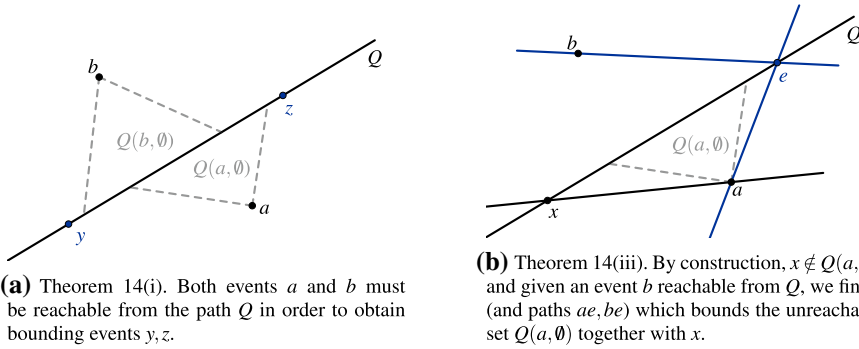 b
Q
z
Q(b,∅)
Q(a,∅)
a
y
(a) Theorem 14(i). Both events a and b must
be reachable from the path Q in order to obtain
bounding events y,z.
b
Q
e
Q(a,∅)
a
x
(b) Theorem 14(iii). By construction, x ∉ Q(a,
and given an event b reachable from Q, we fin
(and paths ae,be) which bounds the unreacha
set Q(a,∅) together with x.